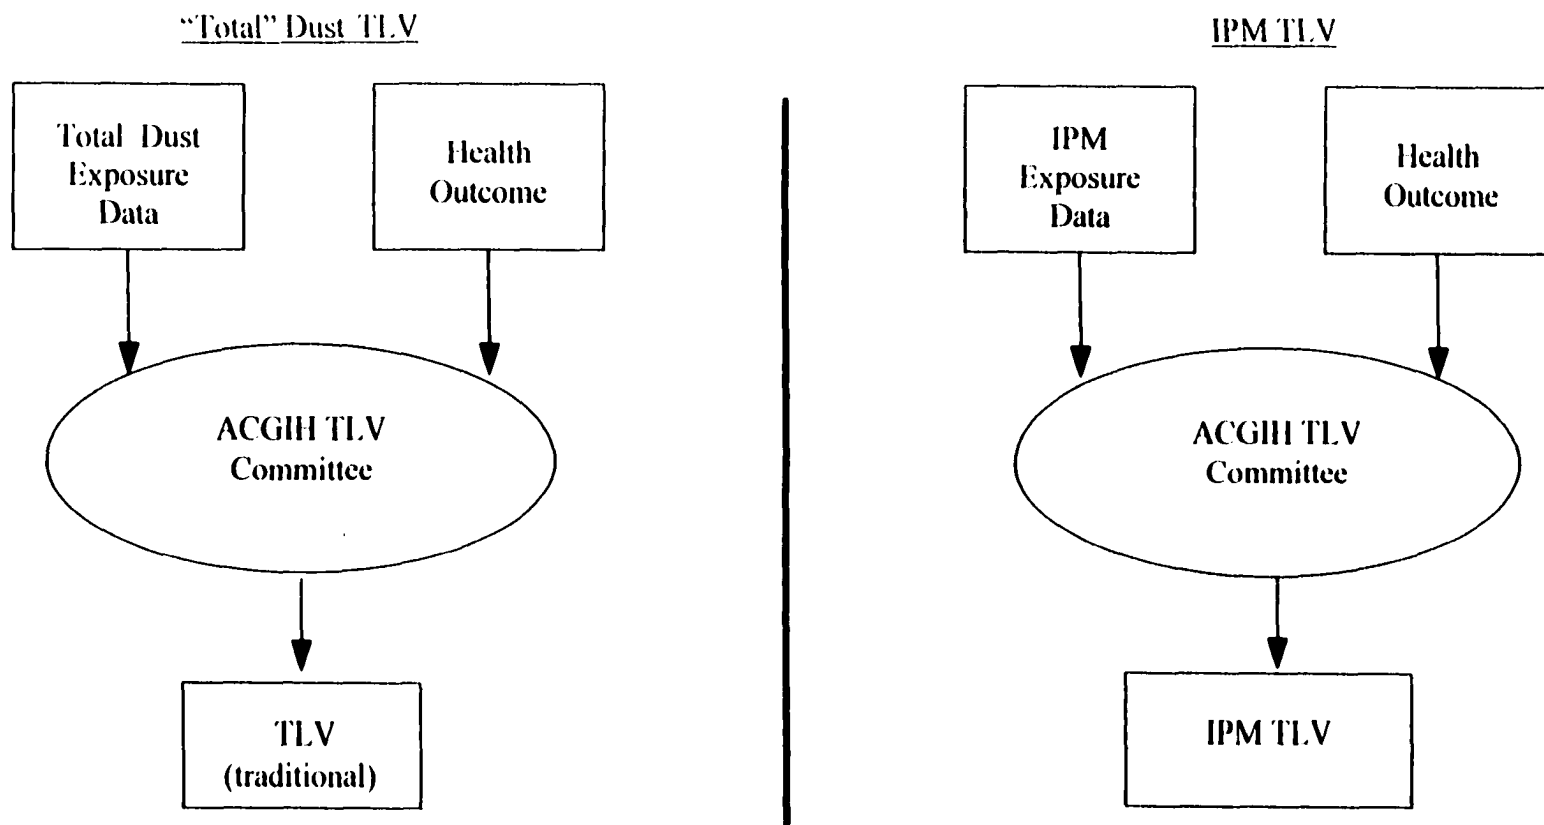 “Total” Dust TLV
Total Dust
Exposure
Data
Health
Outcome
ACGIH TLV
Committee
TLV
(traditional)
IPM TLV
IPM
Exposure
Data
Health
Outcome
ACGIH TLV
Committee
IPM TLV